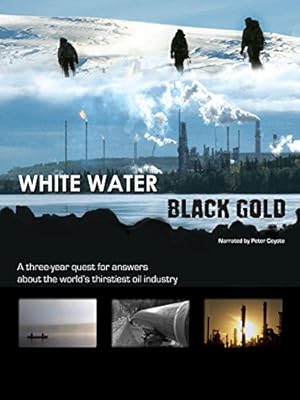 WHITE WATER
BLACK GOLD
Narrated by Peter Coyote
A three-year quest for answers
about the world's thirstiest oil industry